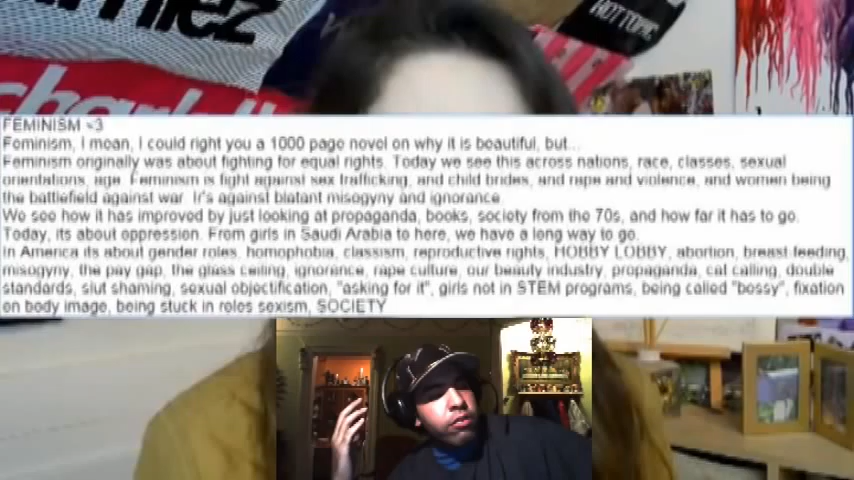 HOT TOPIC
FEMINISM <3
Feminism, I mean, I could right you a 1000 page novel on why it is beautiful, but...
Feminism originally was about fighting for equal rights. Today we see this across nations, race, classes, sexual
orientations, age. Feminism is fight against sex trafficking, and child brides, and rape and violence, and women being
the battlefield against war. It's against blatant misogyny and ignorance.
We see how it has improved by just looking at propaganda, books, society from the 70s, and how far it has to go.
Today, its about oppression. From girls in Saudi Arabia to here, we have a long way to go.
In America its about gender roles, homophobia, classism, reproductive rights, HOBBY LOBBY, abortion, breast feeding,
misogyny, the pay gap, the glass ceiling, ignorance, rape culture, our beauty industry, propaganda, cat calling, double
standards, slut shaming, sexual objectification, "asking for it", girls not in STEM programs, being called "bossy", fixation
on body image, being stuck in roles sexism, SOCIETY